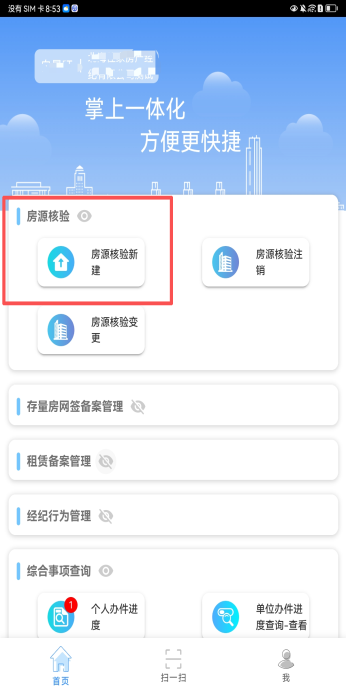 没有 SIM 卡 8:53
掌上一体化
方便更快捷
房源核验
房源核验新
建
房源核验注
销
房源核验变
更
存量房网签备案管理
租赁备案管理
经纪行为管理
综合事项查询
1
个人办件进
度
单位办件进
度查询-查看
首页
扫一扫
我